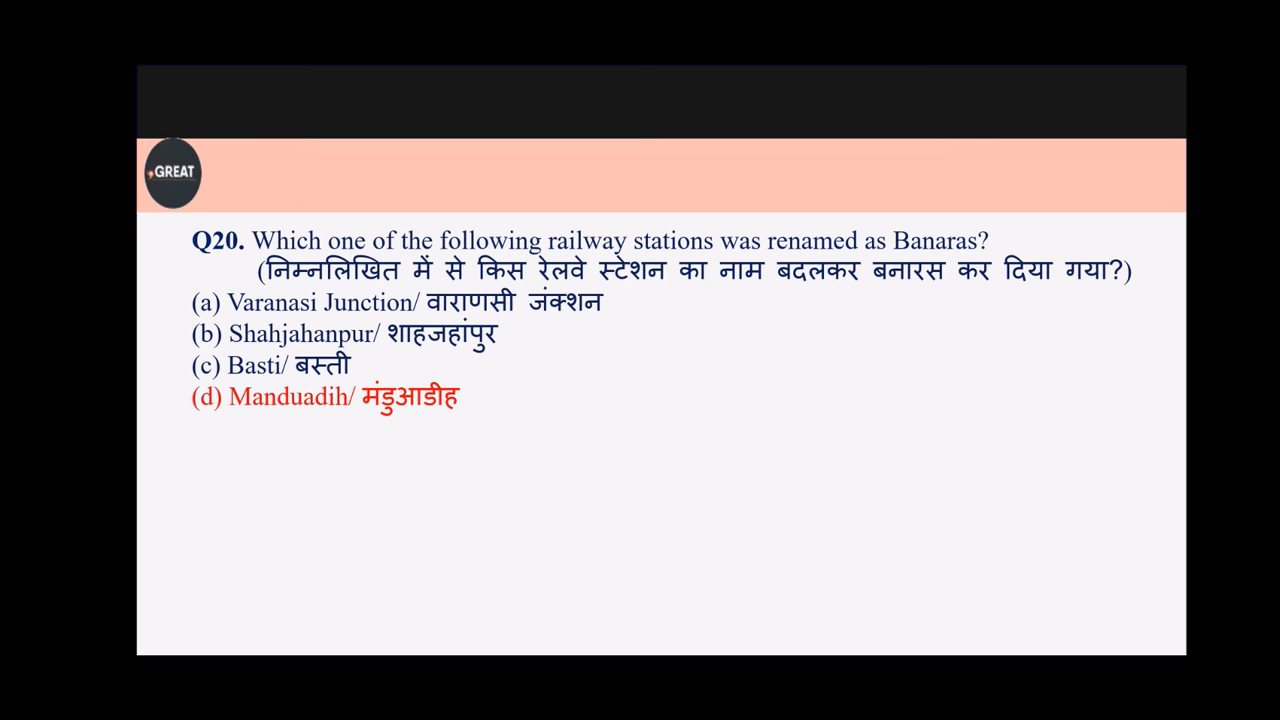 GREAT
Q20. Which one of the following railway stations was renamed as Banaras?
(निम्नलिखित में से किस रेलवे स्टेशन का नाम बदलकर बनारस कर दिया गया?)
(a) Varanasi Junction/ वाराणसी जंक्शन
(b) Shahjahanpur/ शाहजहांपुर
(c) Basti/ बस्ती
(d) Manduadih/ मंडुआडीह